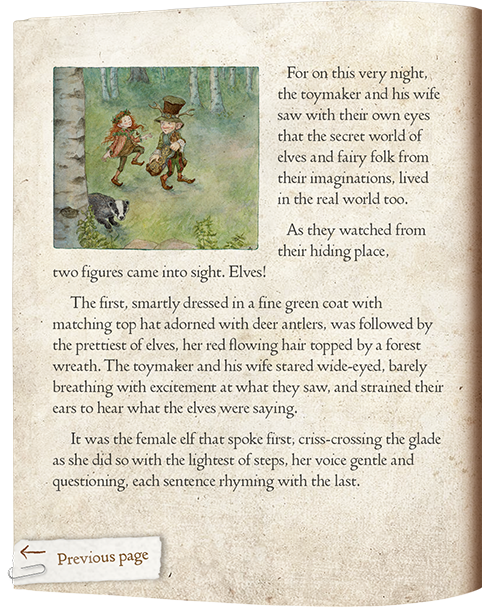 For on this very night,
the toymaker and his wife
saw with their own eyes
that the secret world of
elves and fairy folk from
their imaginations, lived
in the real world too.
As they watched from
their hiding place,
two figures came into sight. Elves!
The first, smartly dressed in a fine green coat with
matching top hat adorned with deer antlers, was followed by
the prettiest of elves, her red flowing hair topped by a forest
wreath. The toymaker and his wife stared wide-eyed, barely
breathing with excitement at what they saw, and strained their
ears to hear what the elves were saying.
It was the female elf that spoke first, criss-crossing the glade
as she did so with the lightest of steps, her voice gentle and
questioning, each sentence rhyming with the last.
Previous page